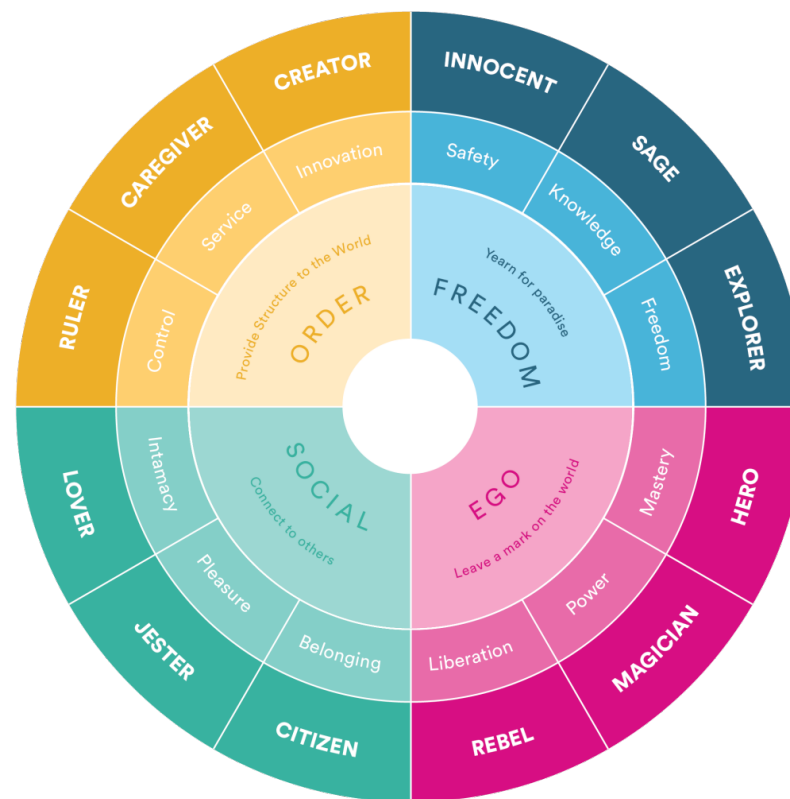 CREATOR
INNOCENT
SAGE
EXPLORER
HERO
MAGICIAN
REBEL
CITIZEN
JESTER
LOVER
RULER
CAREGIVER
Innovation
Safety
Knowledge
Freedom
Mastery
Power
Liberation
Belonging
Pleasure
Intamacy
Control
Service
Provide Structure to the World
ORDER
Yearn for paradise
FREEDOM
EGO
Leave a mark on the world
SOCIAL
Connect to others